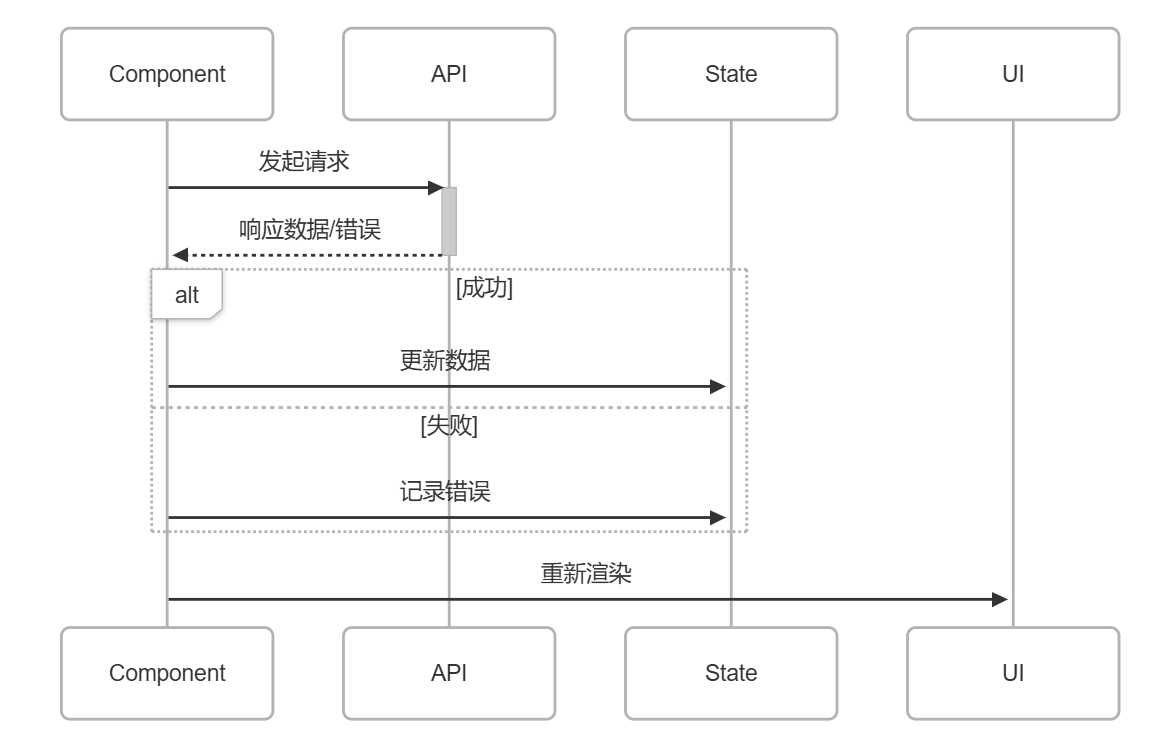 Component
API
State
UI
发起请求
响应数据/错误
alt
[成功]
更新数据
[失败]
记录错误
重新渲染
Component
API
State
UI